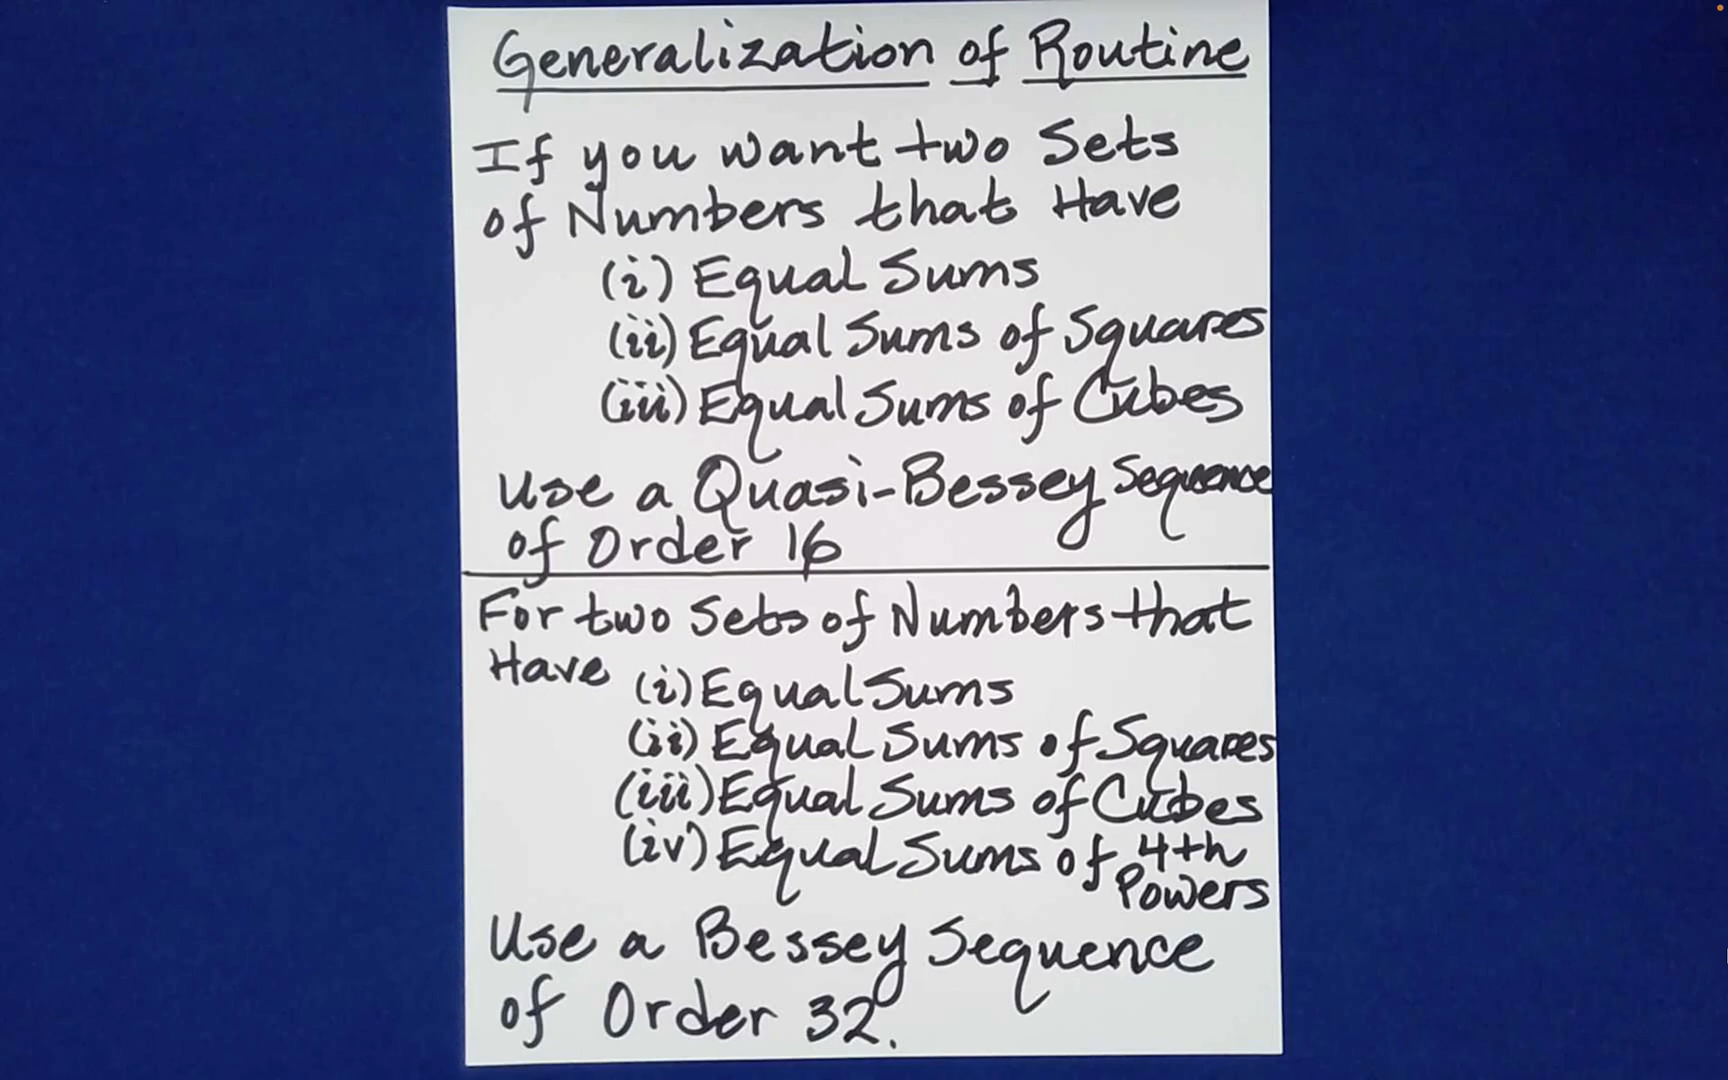 Generalization of Routine
If you want two Sets
of Numbers that Have
(i) Equal Sums
(ii) Equal Sums of Squares
(iii) Equal Sums of Cubes
Use a Quasi-Bessey Sequence
of Order 16
For two Sets of Numbers that
Have (i) Equal Sums
(ii) Equal Sums of Squares
(iii) Equal Sums of Cubes
(iv) Equal Sums of 4th
Powers
Use a Bessey Sequence
of Order 32.